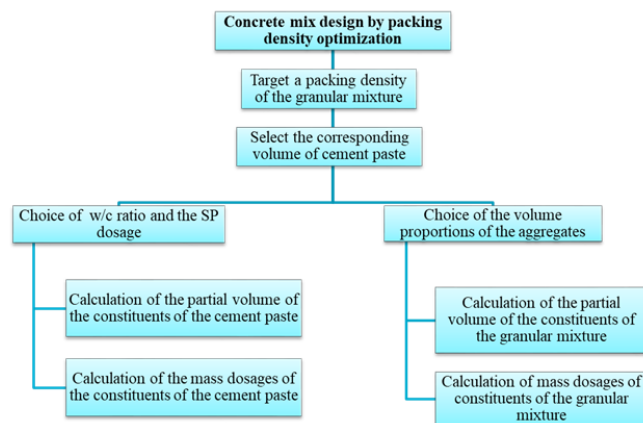 Concrete mix design by packing
density optimization
Target a packing density
of the granular mixture
Select the corresponding
volume of cement paste
Choice of w/c ratio and the SP
dosage
Calculation of the partial volume of
the constituents of the cement paste
Calculation of the mass dosages of
the constituents of the cement paste
Choice of the volume
proportions of the aggregates
Calculation of the partial
volume of the constituents of
the granular mixture
Calculation of mass dosages of
constituents of the granular
mixture